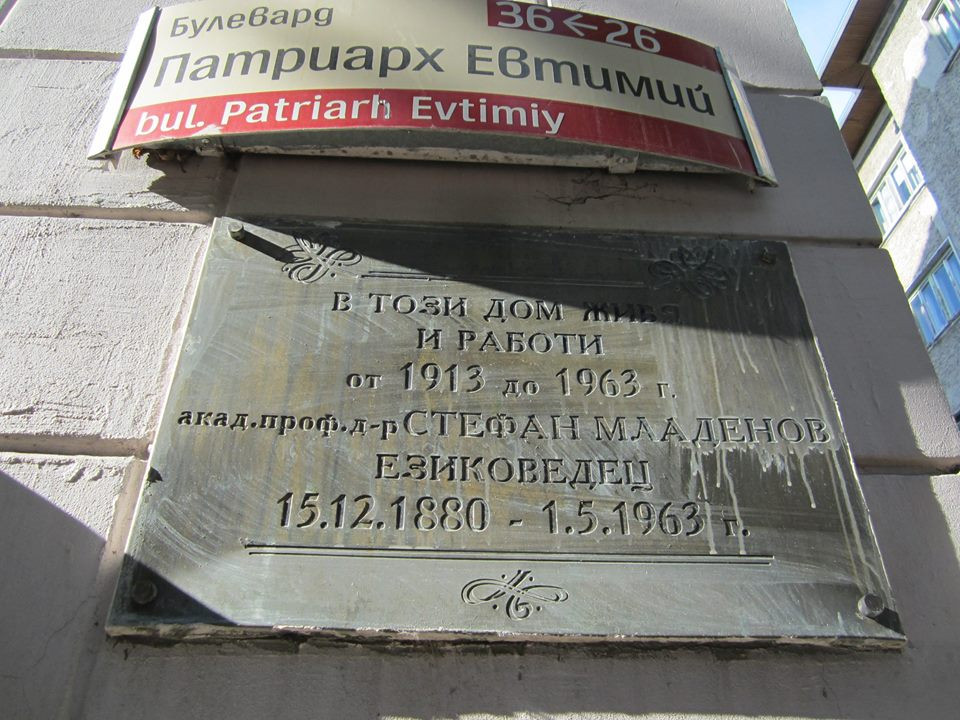 Булевард
36←26
Патриарх Евтимий
bul. Patriarh Evtimiy
В ТОЗИ ДОМ ЖИВЯ
И РАБОТИ
от 1913 до 1963 г.
акад.проф.д-р СТЕФАН МЛАДЕНОВ
ЕЗИКОВЕДЕЦ
15.12.1880 - 1.5.1963 г.